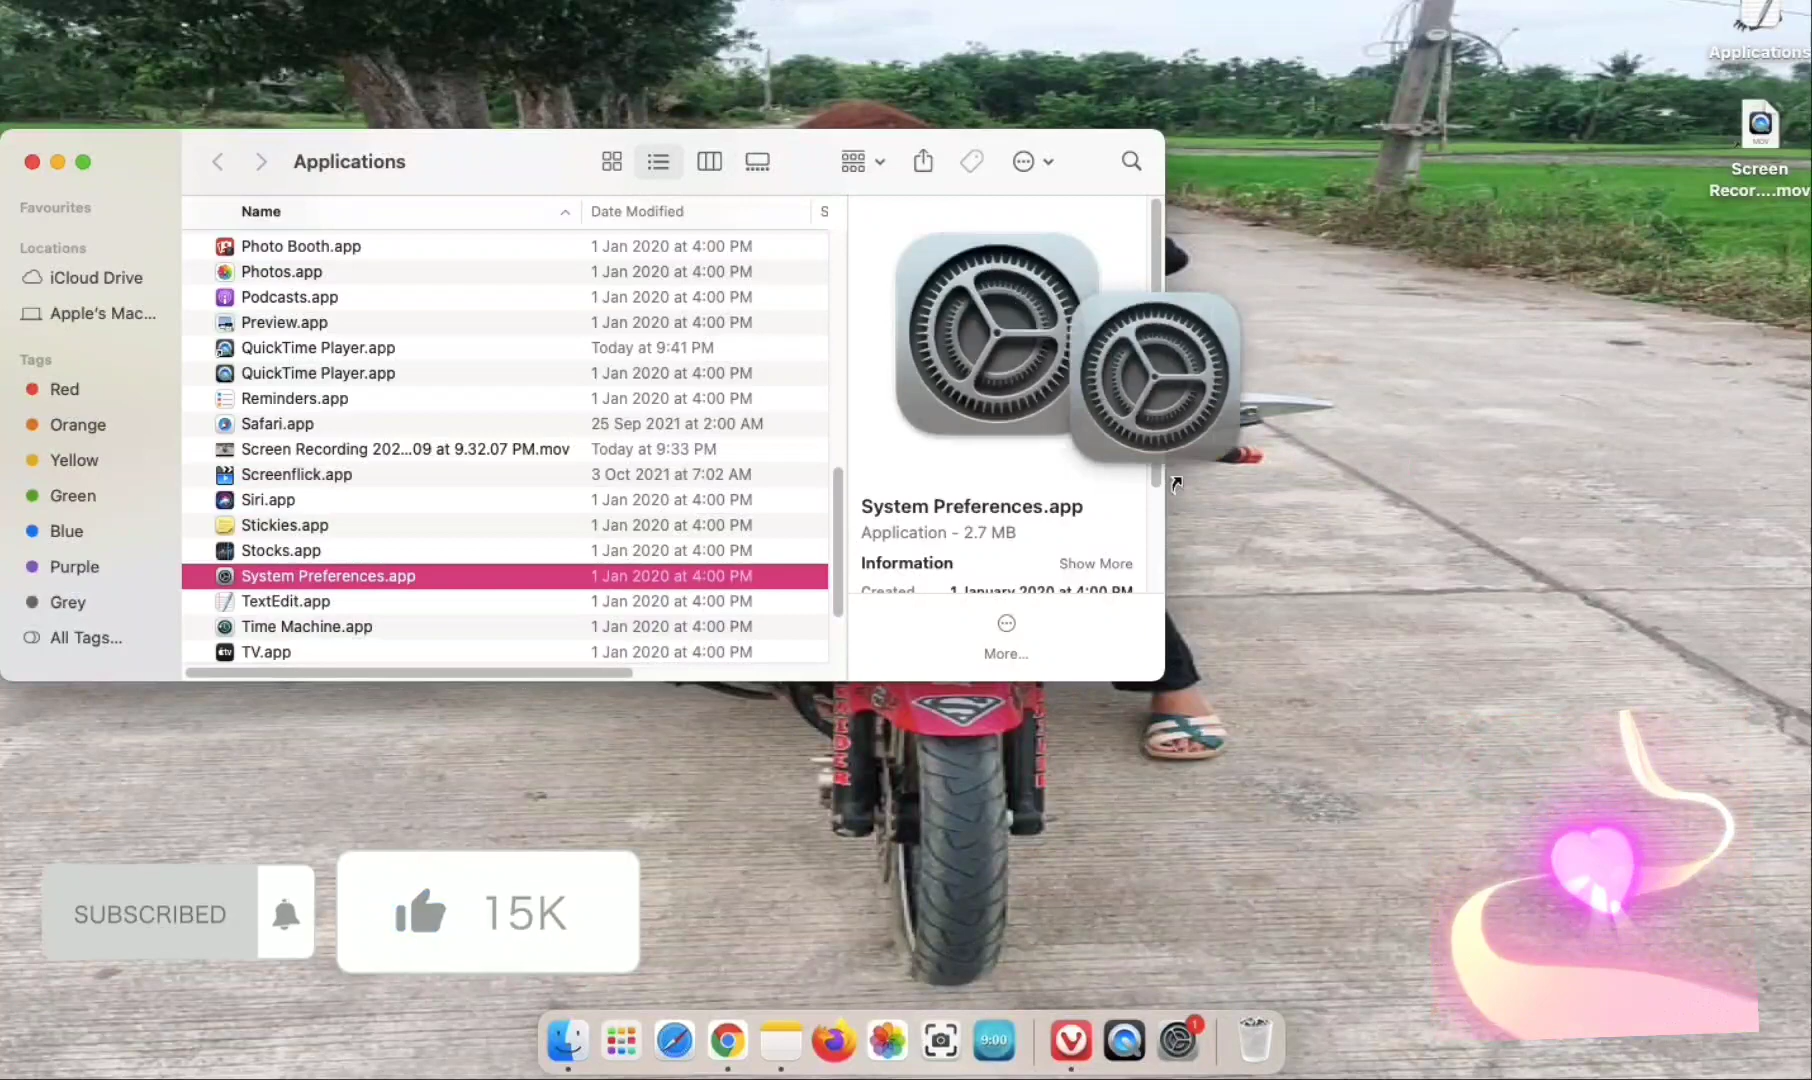 Applications
MOV
Screen
Recor....mov
Applications
Favourites
Locations
iCloud Drive
Apple's Mac...
Tags
Red
Orange
Yellow
Green
Blue
Purple
Grey
All Tags...
Name Date Modified S
Photo Booth.app 1 Jan 2020 at 4:00 PM
Photos.app 1 Jan 2020 at 4:00 PM
Podcasts.app 1 Jan 2020 at 4:00 PM
Preview.app 1 Jan 2020 at 4:00 PM
QuickTime Player.app Today at 9:41 PM
QuickTime Player.app 1 Jan 2020 at 4:00 PM
Reminders.app 1 Jan 2020 at 4:00 PM
Safari.app 25 Sep 2021 at 2:00 AM
Screen Recording 202...09 at 9.32.07 PM.mov Today at 9:33 PM
Screenflick.app 3 Oct 2021 at 7:02 AM
Siri.app 1 Jan 2020 at 4:00 PM
Stickies.app 1 Jan 2020 at 4:00 PM
Stocks.app 1 Jan 2020 at 4:00 PM
System Preferences.app 1 Jan 2020 at 4:00 PM
TextEdit.app 1 Jan 2020 at 4:00 PM
Time Machine.app 1 Jan 2020 at 4:00 PM
TV.app 1 Jan 2020 at 4:00 PM
System Preferences.app
Application - 2.7 MB
Information Show More
Created 1 January 2020 at 4:00 PM
More...
SUBSCRIBED
15K
9:00
1